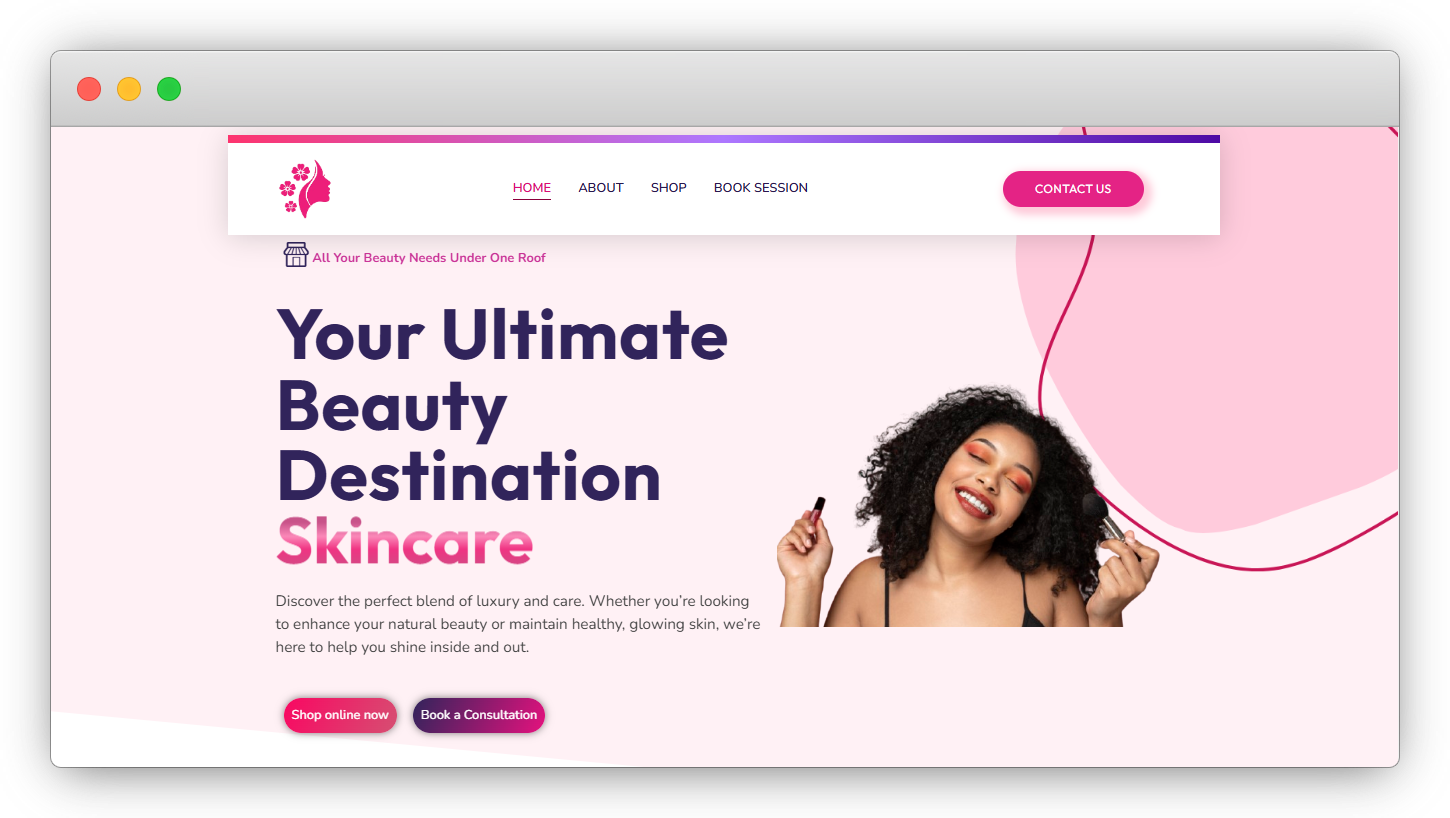 HOME ABOUT SHOP BOOK SESSION CONTACT US
All Your Beauty Needs Under One Roof
Your Ultimate
Beauty
Destination
Skincare
Discover the perfect blend of luxury and care. Whether you're looking
to enhance your natural beauty or maintain healthy, glowing skin, we're
here to help you shine inside and out.
Shop online now Book a Consultation